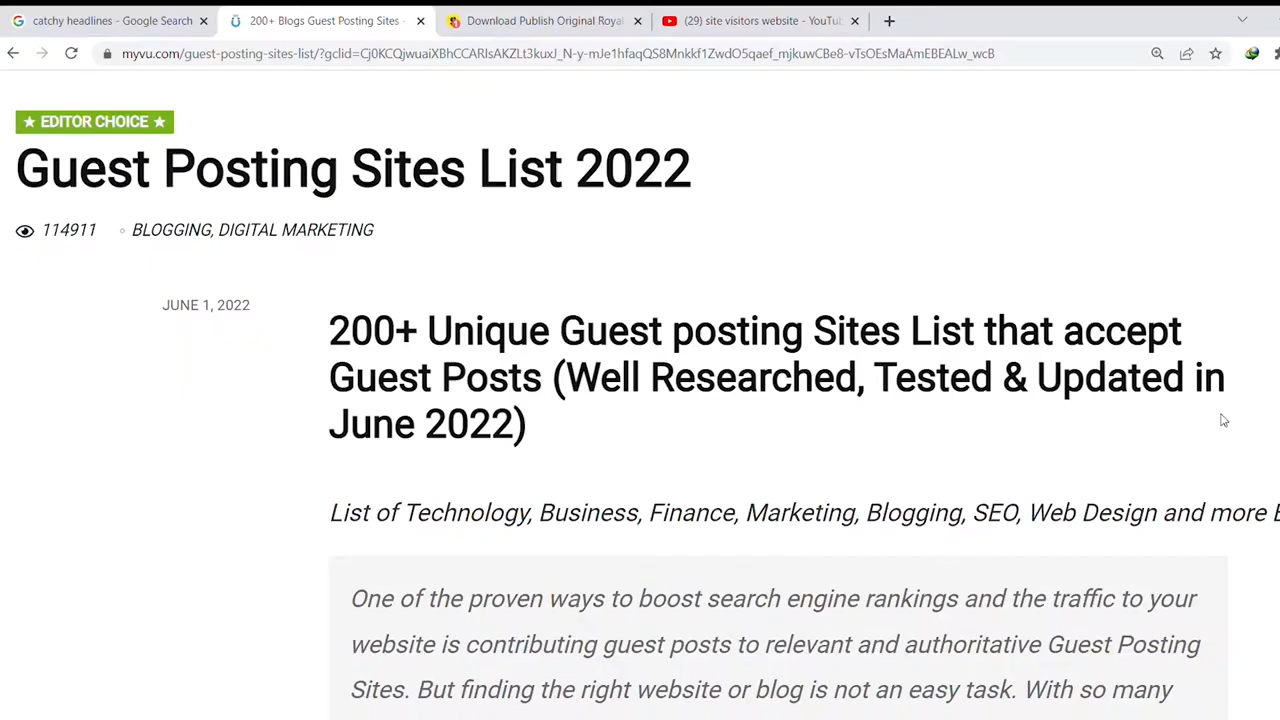 catchy headlines - Google Search
200+ Blogs Guest Posting Sites -
Download Publish Original Royal
(29) site visitors website - YouTu
myvu.com/guest-posting-sites-list/?gclid=Cj0KCQjwuaiXBhCCARIsAKZLt3kuxJ_N-y-mJe1hfaqQS8Mnkkf1ZwdO5qaef_mjkuwCBe8-vTsOEsMaAmEBEALw_wcB
★ EDITOR CHOICE ★
Guest Posting Sites List 2022
114911 ◦ BLOGGING, DIGITAL MARKETING
JUNE 1, 2022
200+ Unique Guest posting Sites List that accept
Guest Posts (Well Researched, Tested & Updated in
June 2022)
List of Technology, Business, Finance, Marketing, Blogging, SEO, Web Design and more
One of the proven ways to boost search engine rankings and the traffic to your
website is contributing guest posts to relevant and authoritative Guest Posting
Sites. But finding the right website or blog is not an easy task. With so many